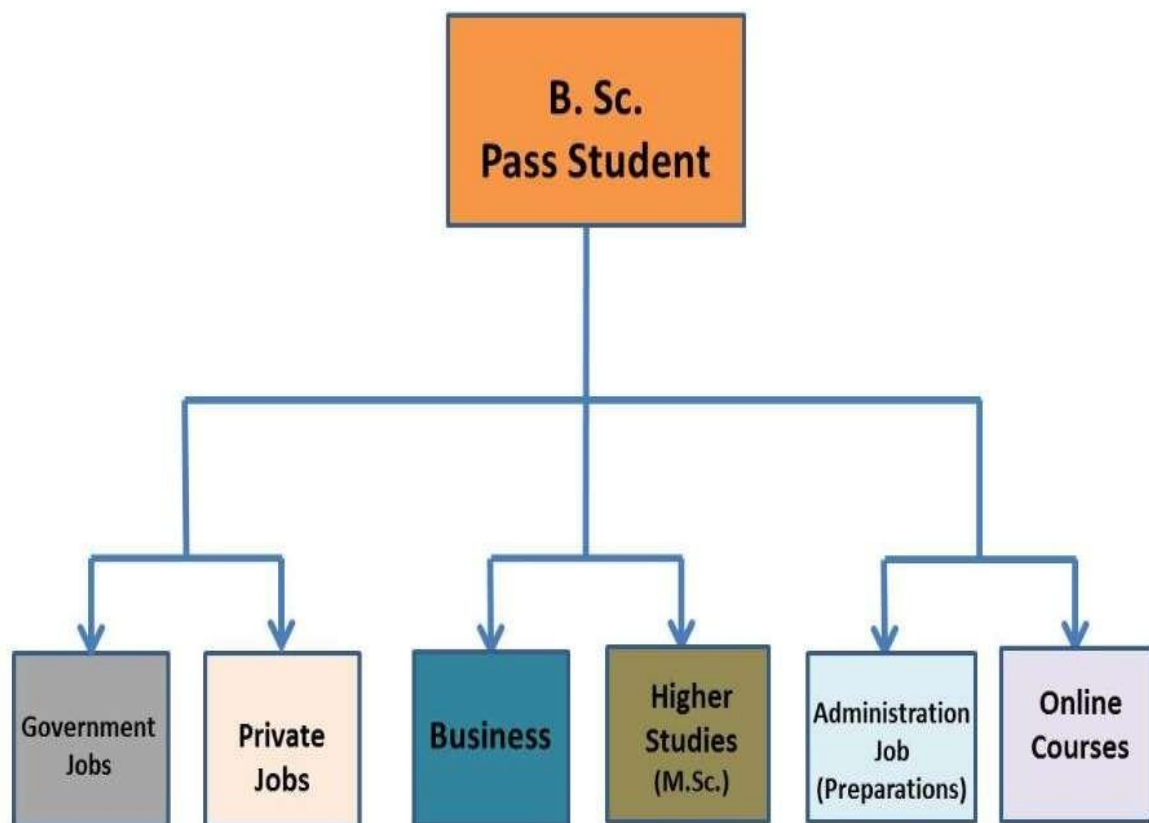 B. Sc.
Pass Student
Government
Jobs
Private
Jobs
Business
Higher
Studies
(M.Sc.)
Administration
Job
(Preparations)
Online
Courses